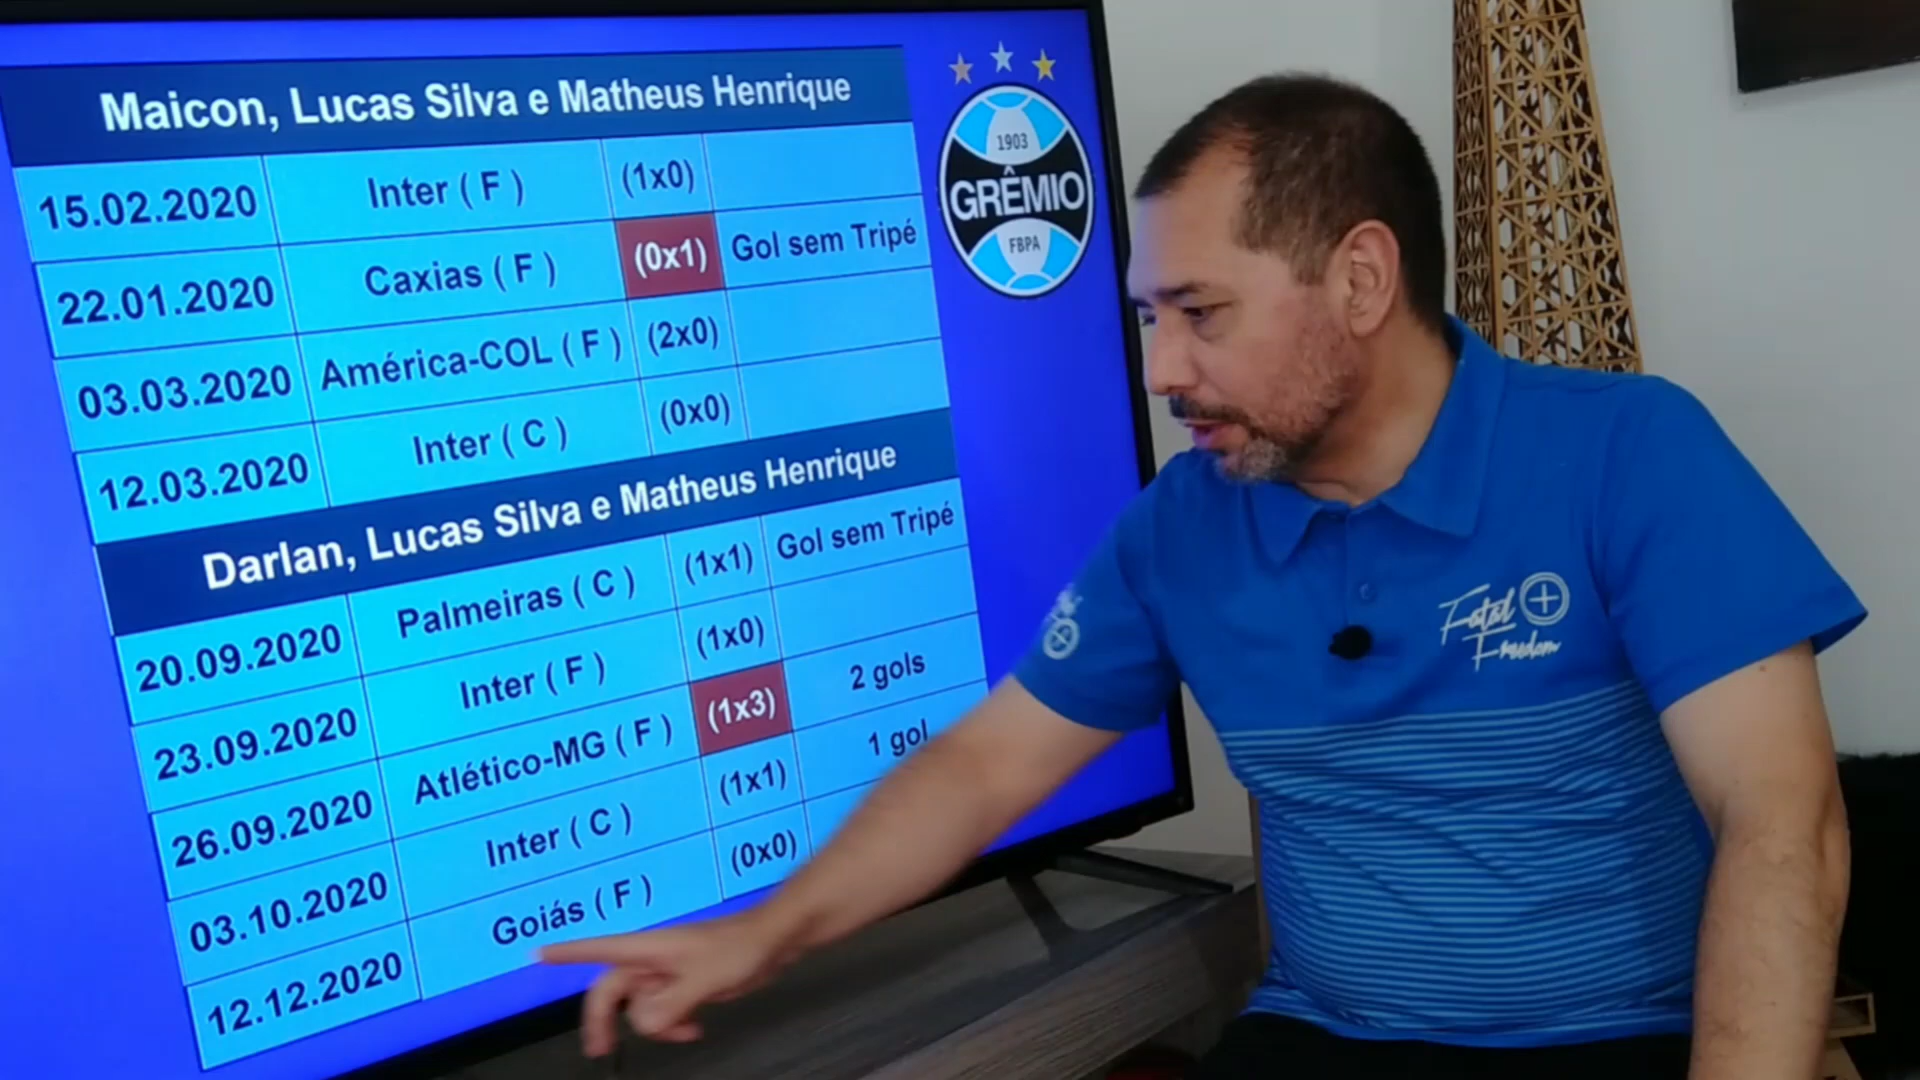 Maicon, Lucas Silva e Matheus Henrique
15.02.2020 Inter ( F ) (1x0)
22.01.2020 Caxias ( F ) (0x1) Gol sem Tripé
03.03.2020 América-COL ( F ) (2x0)
12.03.2020 Inter ( C ) (0x0)
Darlan, Lucas Silva e Matheus Henrique
20.09.2020 Palmeiras ( C ) (1x1) Gol sem Tripé
23.09.2020 Inter ( F ) (1x0)
26.09.2020 Atlético-MG ( F ) (1x3) 2 gols
03.10.2020 Inter ( C ) (1x1) 1 gol
12.12.2020 Goiás ( F ) (0x0)
1903
GRÊMIO
FBPA
Fatal
Freedom